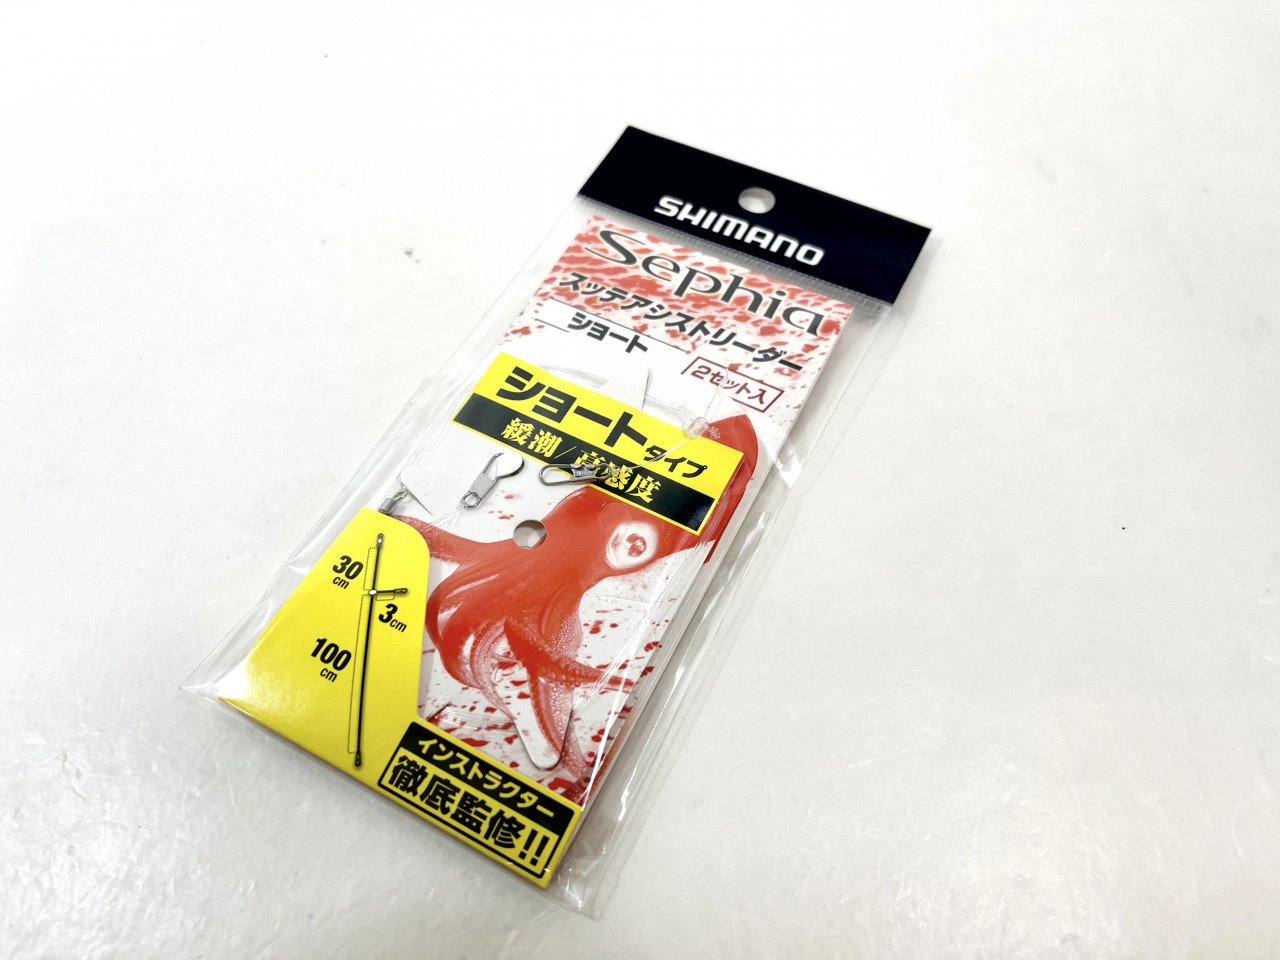 SHIMANO
Sephia
スッテアシストリーダー
ショート
2セット入
ショートタイプ
緩潮/高感度
30cm
3cm
100cm
インストラクター
徹底監修!!